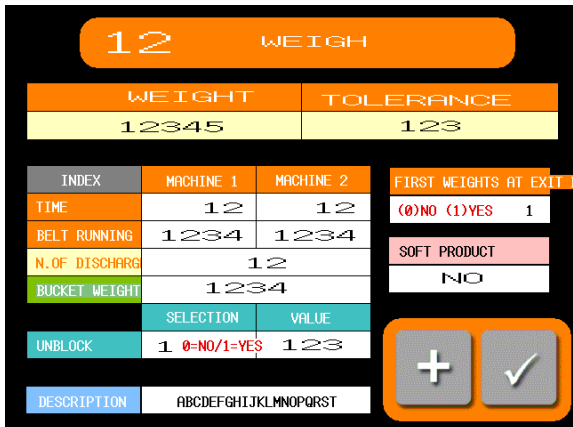 12 WEIGH
WEIGHT TOLERANCE
12345 123
INDEX MACHINE 1 MACHINE 2
TIME 12 12
BELT RUNNING 1234 1234
N.OF DISCHARG 12
BUCKET WEIGHT 1234
SELECTION VALUE
UNBLOCK 1 0=NO/1=YES 123
DESCRIPTION ABCDEFGHIJKLMNOPQRST
FIRST WEIGHTS AT EXIT
(0)NO (1)YES 1
SOFT PRODUCT
NO
+ ✓